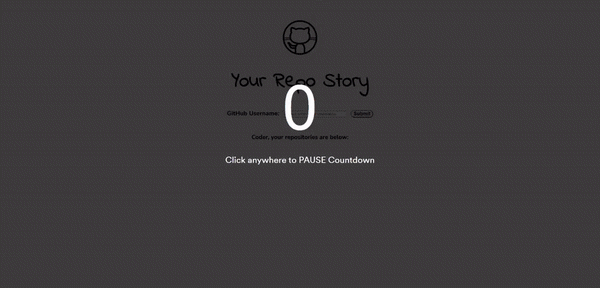 Your Repo Story
0
GitHub Username:
Submit
Coder, your repositories are below:
Click anywhere to PAUSE Countdown